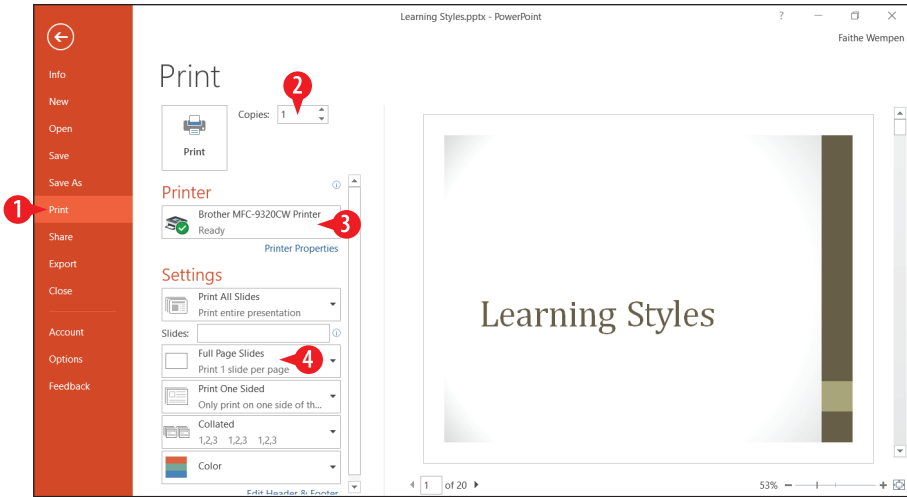 Learning Styles.pptx - PowerPoint
?
Faithe Wempen
Info
New
Open
Save
Save As
1
Print
Share
Export
Close
Account
Options
Feedback
Print
2
Print
Copies: 1
Printer
Brother MFC-9320CW Printer
Ready
3
Printer Properties
Settings
Print All Slides
Print entire presentation
Slides:
Full Page Slides
Print 1 slide per page
4
Print One Sided
Only print on one side of th...
Collated
1,2,3 1,2,3 1,2,3
Color
Edit Header & Footer
Learning Styles
1 of 20
53%